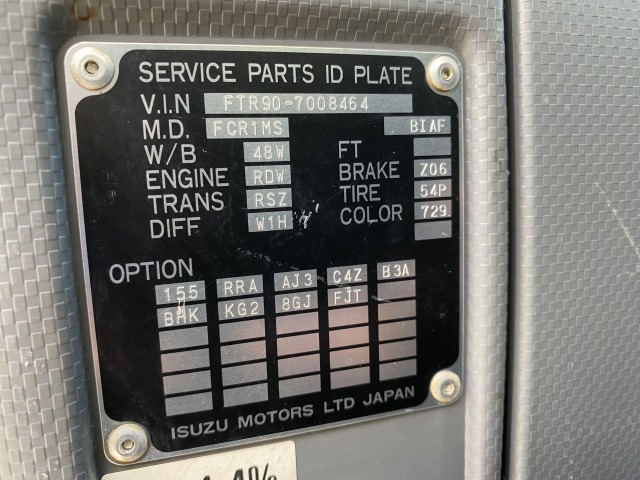 SERVICE PARTS ID PLATE
V.I.N FTR90-7008464
M.D. FCR1MS BIAF
W/B 48W FT
ENGINE RDW BRAKE Z06
TRANS RSZ TIRE 54P
DIFF W1H COLOR 729
OPTION
155 RRA AJ3 C4Z B3A
BHK KG2 8GJ FJT
ISUZU MOTORS LTD JAPAN